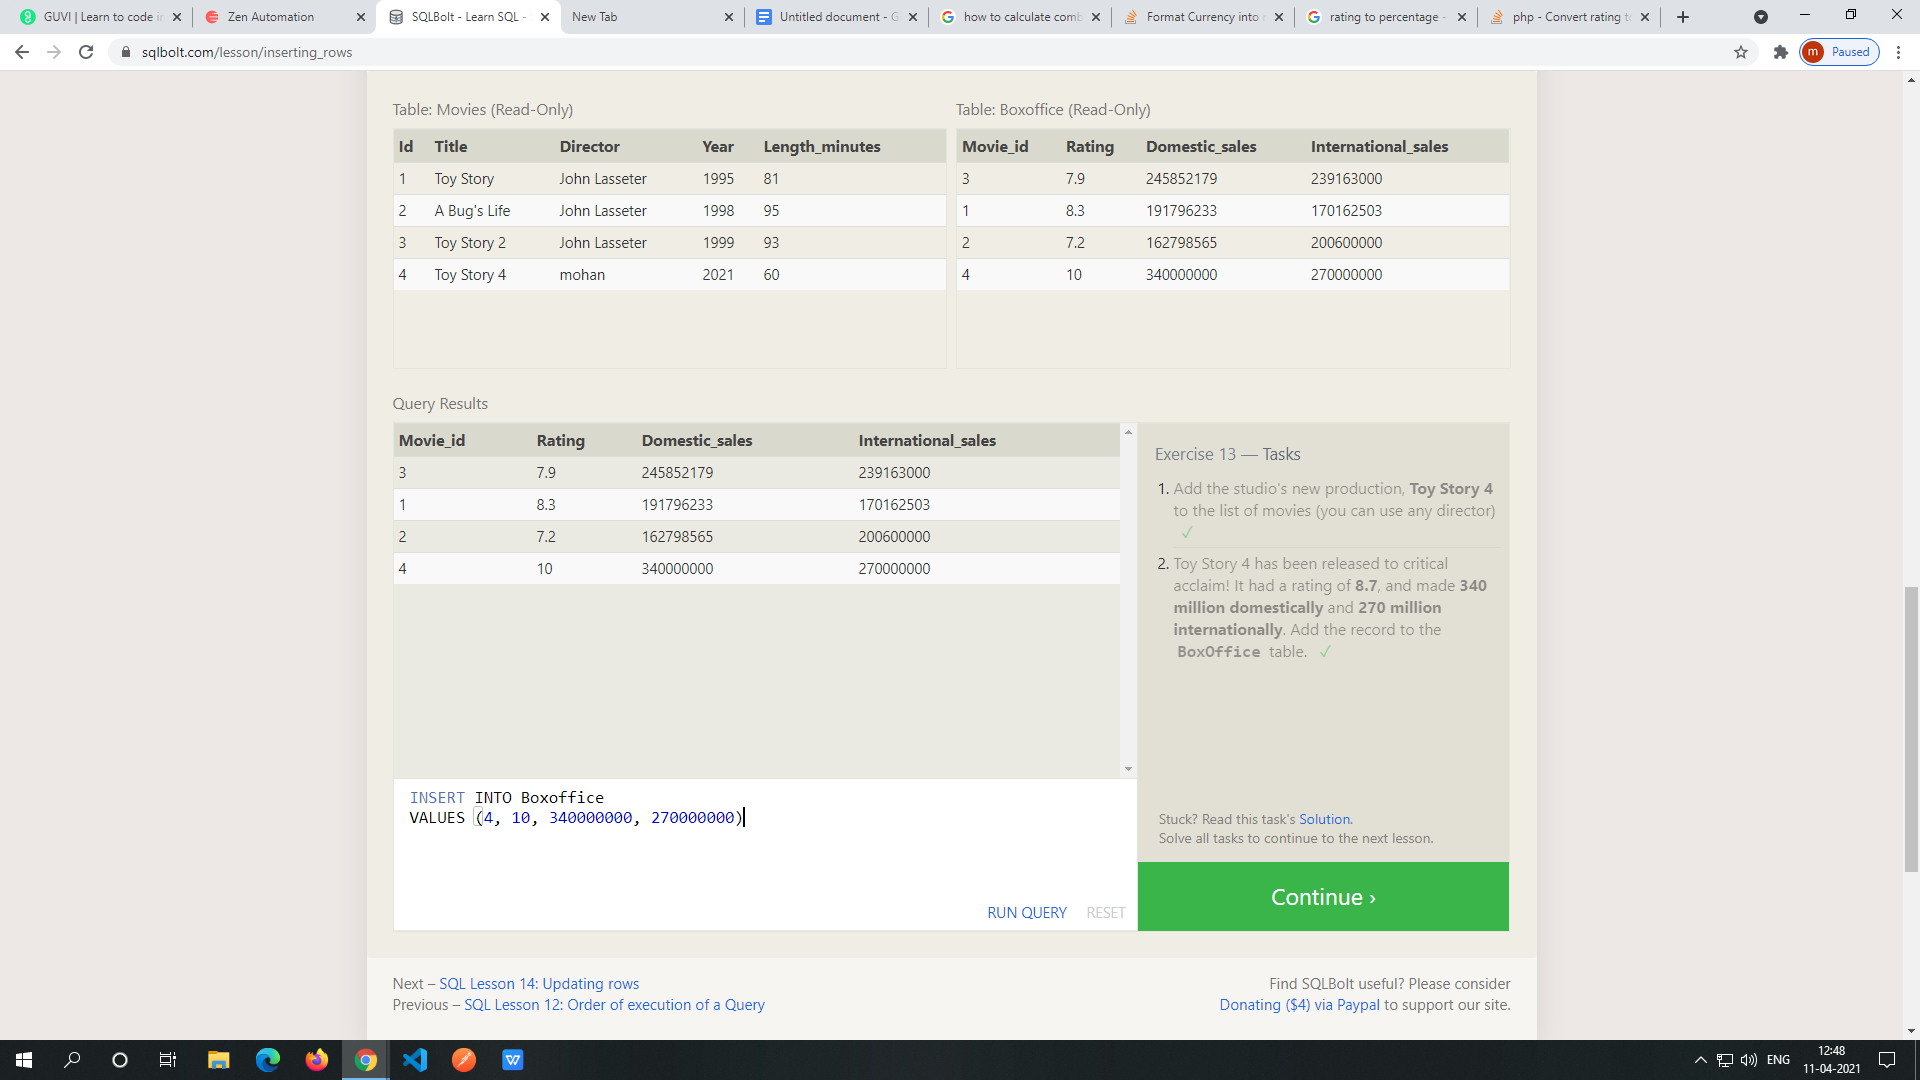 GUVI | Learn to code i
Zen Automation
SQLBolt - Learn SQL -
New Tab
Untitled document - G
how to calculate comb
Format Currency into
rating to percentage -
php - Convert rating to
sqlbolt.com/lesson/inserting_rows
m Paused
Table: Movies (Read-Only)
Id Title Director Year Length_minutes
1 Toy Story John Lasseter 1995 81
2 A Bug's Life John Lasseter 1998 95
3 Toy Story 2 John Lasseter 1999 93
4 Toy Story 4 mohan 2021 60
Table: Boxoffice (Read-Only)
Movie_id Rating Domestic_sales International_sales
3 7.9 245852179 239163000
1 8.3 191796233 170162503
2 7.2 162798565 200600000
4 10 340000000 270000000
Query Results
Movie_id Rating Domestic_sales International_sales
3 7.9 245852179 239163000
1 8.3 191796233 170162503
2 7.2 162798565 200600000
4 10 340000000 270000000
INSERT INTO Boxoffice
VALUES (4, 10, 340000000, 270000000)
RUN QUERY RESET
Exercise 13 — Tasks
1. Add the studio's new production, Toy Story 4
to the list of movies (you can use any director)
✓
2. Toy Story 4 has been released to critical
acclaim! It had a rating of 8.7, and made 340
million domestically and 270 million
internationally. Add the record to the
BoxOffice table. ✓
Stuck? Read this task's Solution.
Solve all tasks to continue to the next lesson.
Continue ›
Next – SQL Lesson 14: Updating rows
Previous – SQL Lesson 12: Order of execution of a Query
Find SQLBolt useful? Please consider
Donating ($4) via Paypal to support our site.
ENG
12:48
11-04-2021